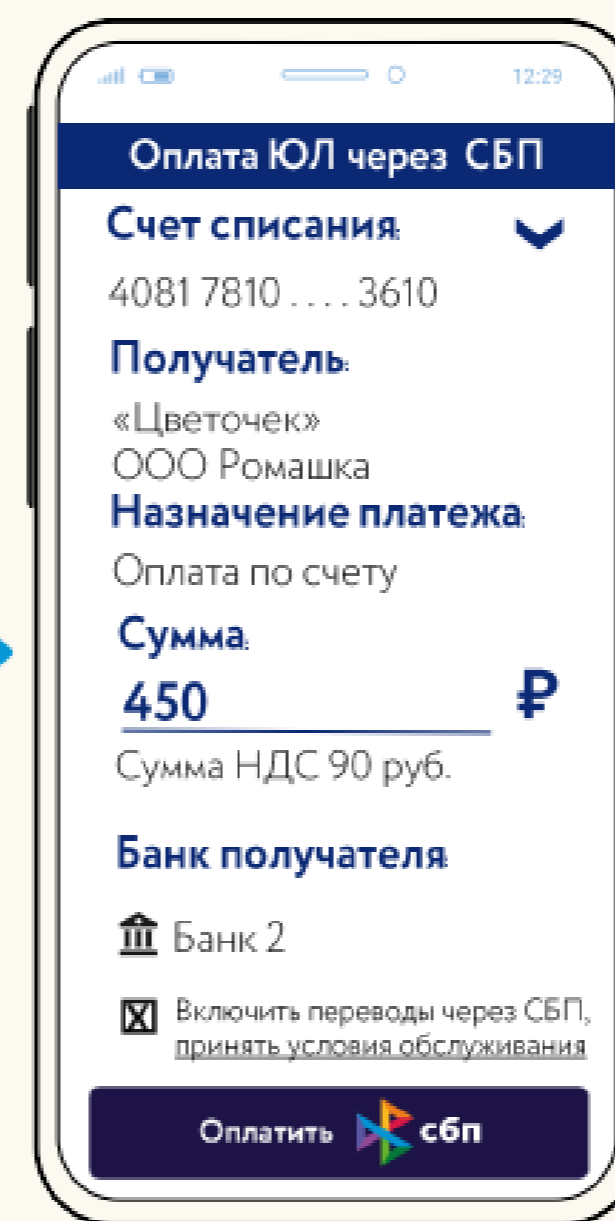 12:29
Оплата ЮЛ через СБП
Счет списания:
4081 7810 .... 3610
Получатель:
«Цветочек»
ООО Ромашка
Назначение платежа:
Оплата по счету
Сумма:
450 ₽
Сумма НДС 90 руб.
Банк получателя:
Банк 2
Включить переводы через СБП,
принять условия обслуживания
Оплатить сбп